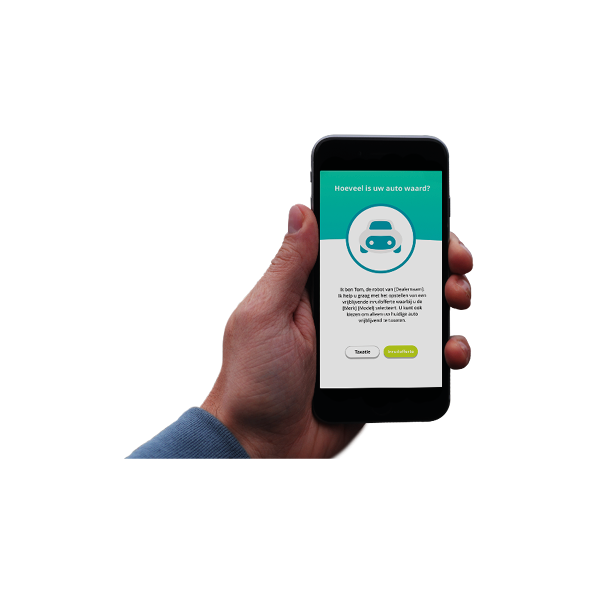 Hoeveel is uw auto waard?
Ik ben Tom, de robot van [Dealernaam].
Ik help u graag met het opstellen van een
vrijblijvende inruilofferte waarbij u de
[Merk] [Model] selecteert. U kunt ook
kiezen om alleen uw huidige auto
vrijblijvend te taxeren.
Taxatie
Inruilofferte